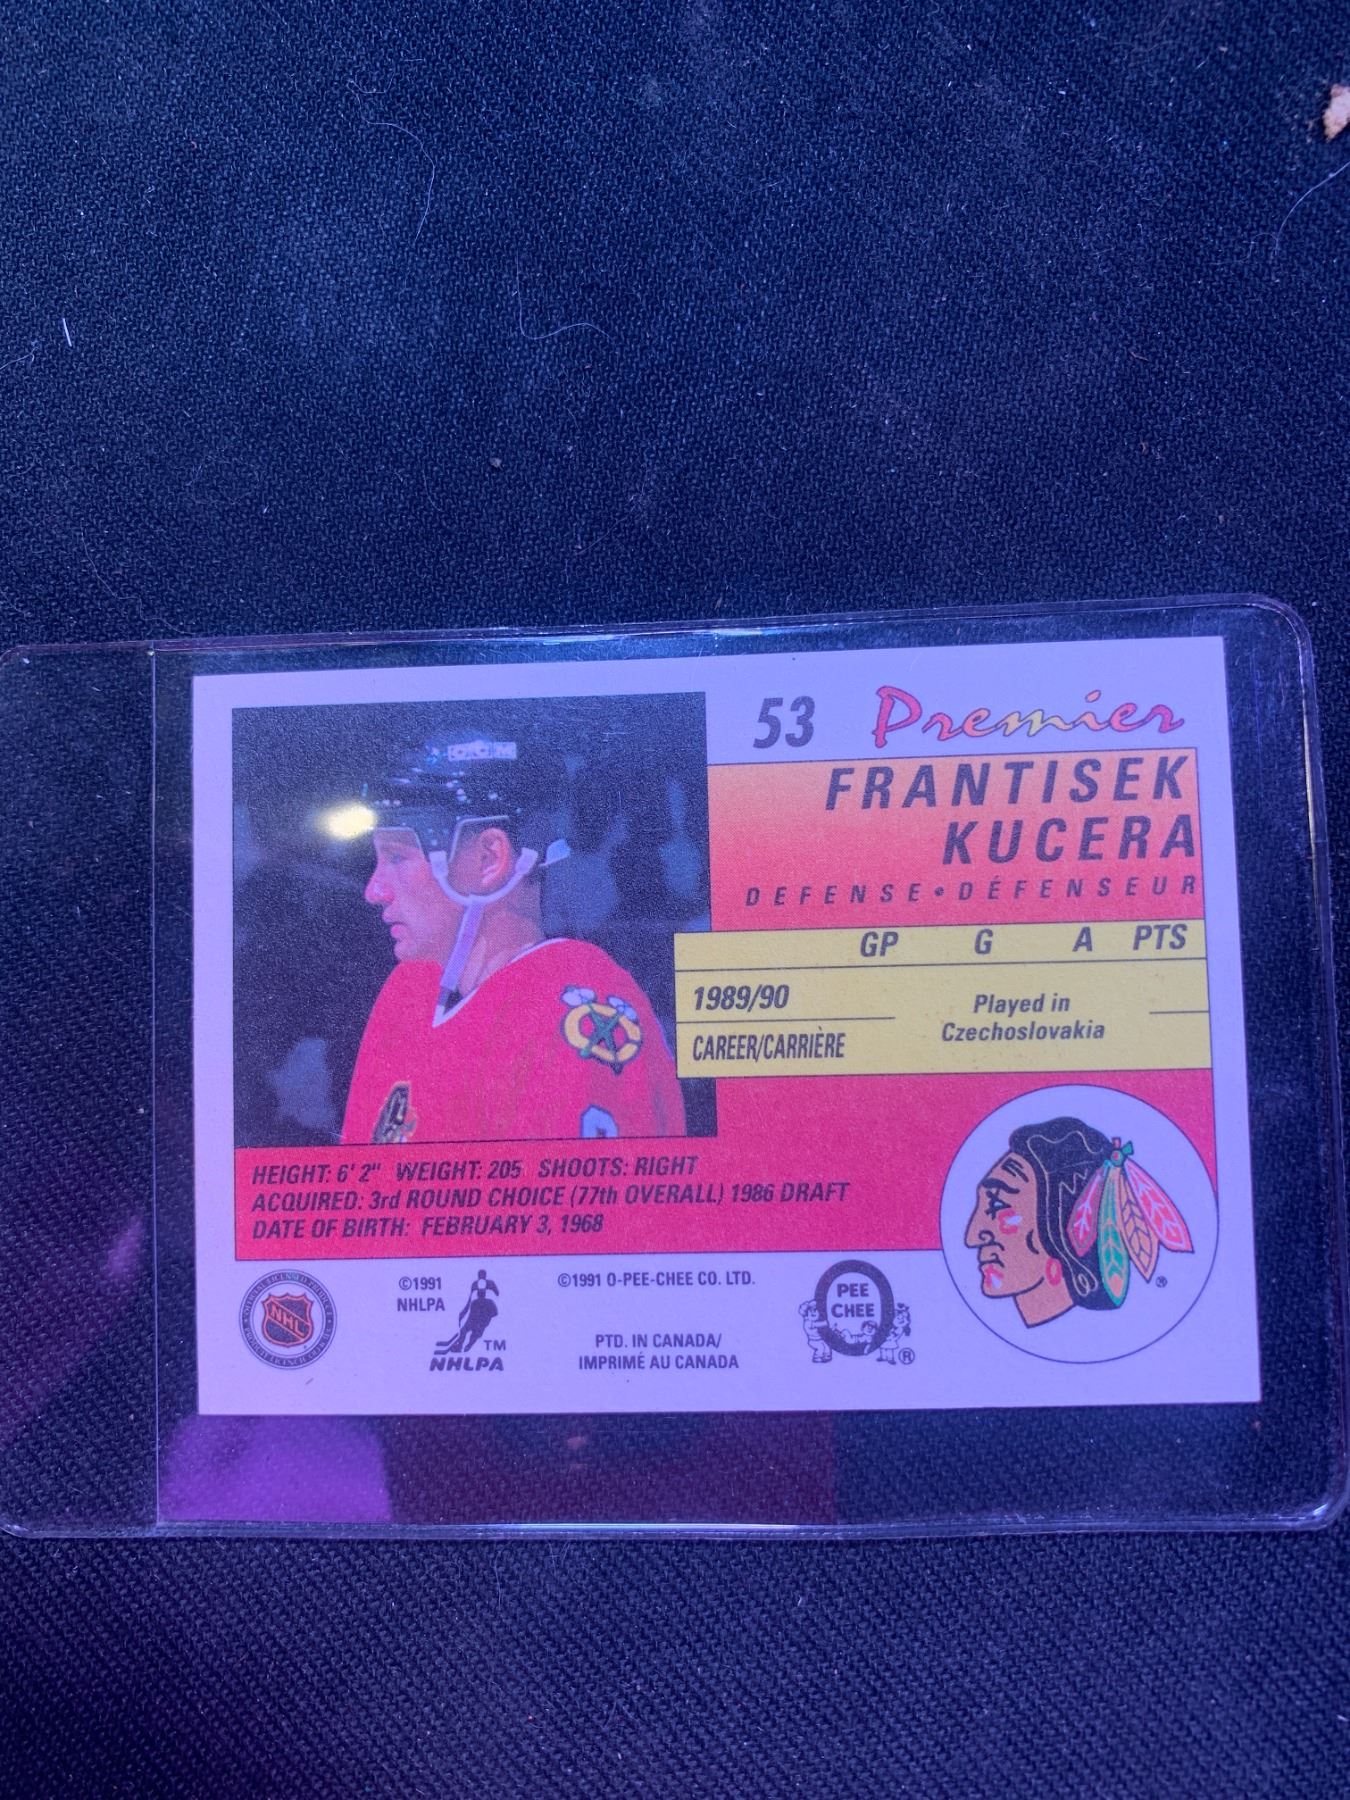 53 Premier
FRANTISEK
KUCERA
DEFENSE•DÉFENSEUR
GP G A PTS
1989/90
Played in
Czechoslovakia
CAREER/CARRIÈRE
HEIGHT: 6' 2" WEIGHT: 205 SHOOTS: RIGHT
ACQUIRED: 3rd ROUND CHOICE (77th OVERALL) 1986 DRAFT
DATE OF BIRTH: FEBRUARY 3, 1968
NHL
©1991
NHLPA
TM
NHLPA
©1991 O-PEE-CHEE CO. LTD.
PTD. IN CANADA/
IMPRIMÉ AU CANADA
O
PEE
CHEE
®
®